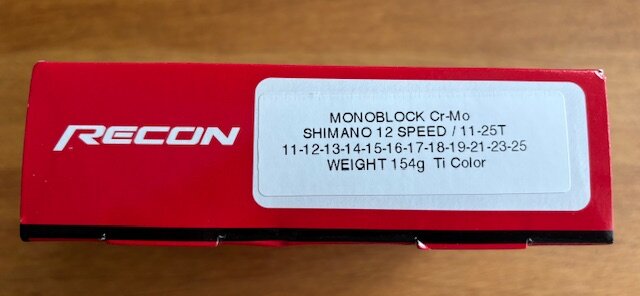 RECON
MONOBLOCK Cr-Mo
SHIMANO 12 SPEED / 11-25T
11-12-13-14-15-16-17-18-19-21-23-25
WEIGHT 154g Ti Color